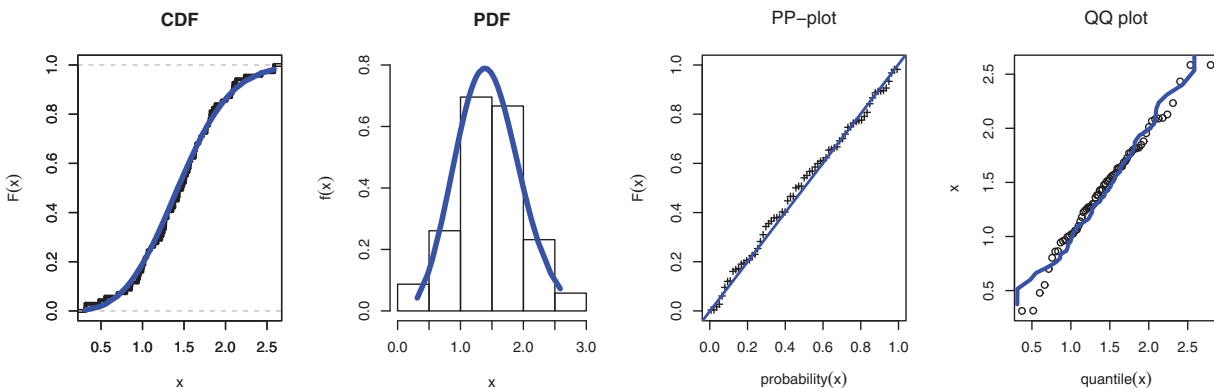 CDF
F(x)
0.0 0.2 0.4 0.6 0.8 1.0
0.5 1.0 1.5 2.0 2.5
x
PDF
f(x)
0.0 0.2 0.4 0.6 0.8
0.0 1.0 2.0 3.0
x
PP−plot
F(x)
0.0 0.2 0.4 0.6 0.8 1.0
0.0 0.2 0.4 0.6 0.8 1.0
probability(x)
QQ plot
x
0.5 1.0 1.5 2.0 2.5
0.5 1.0 1.5 2.0 2.5
quantile(x)